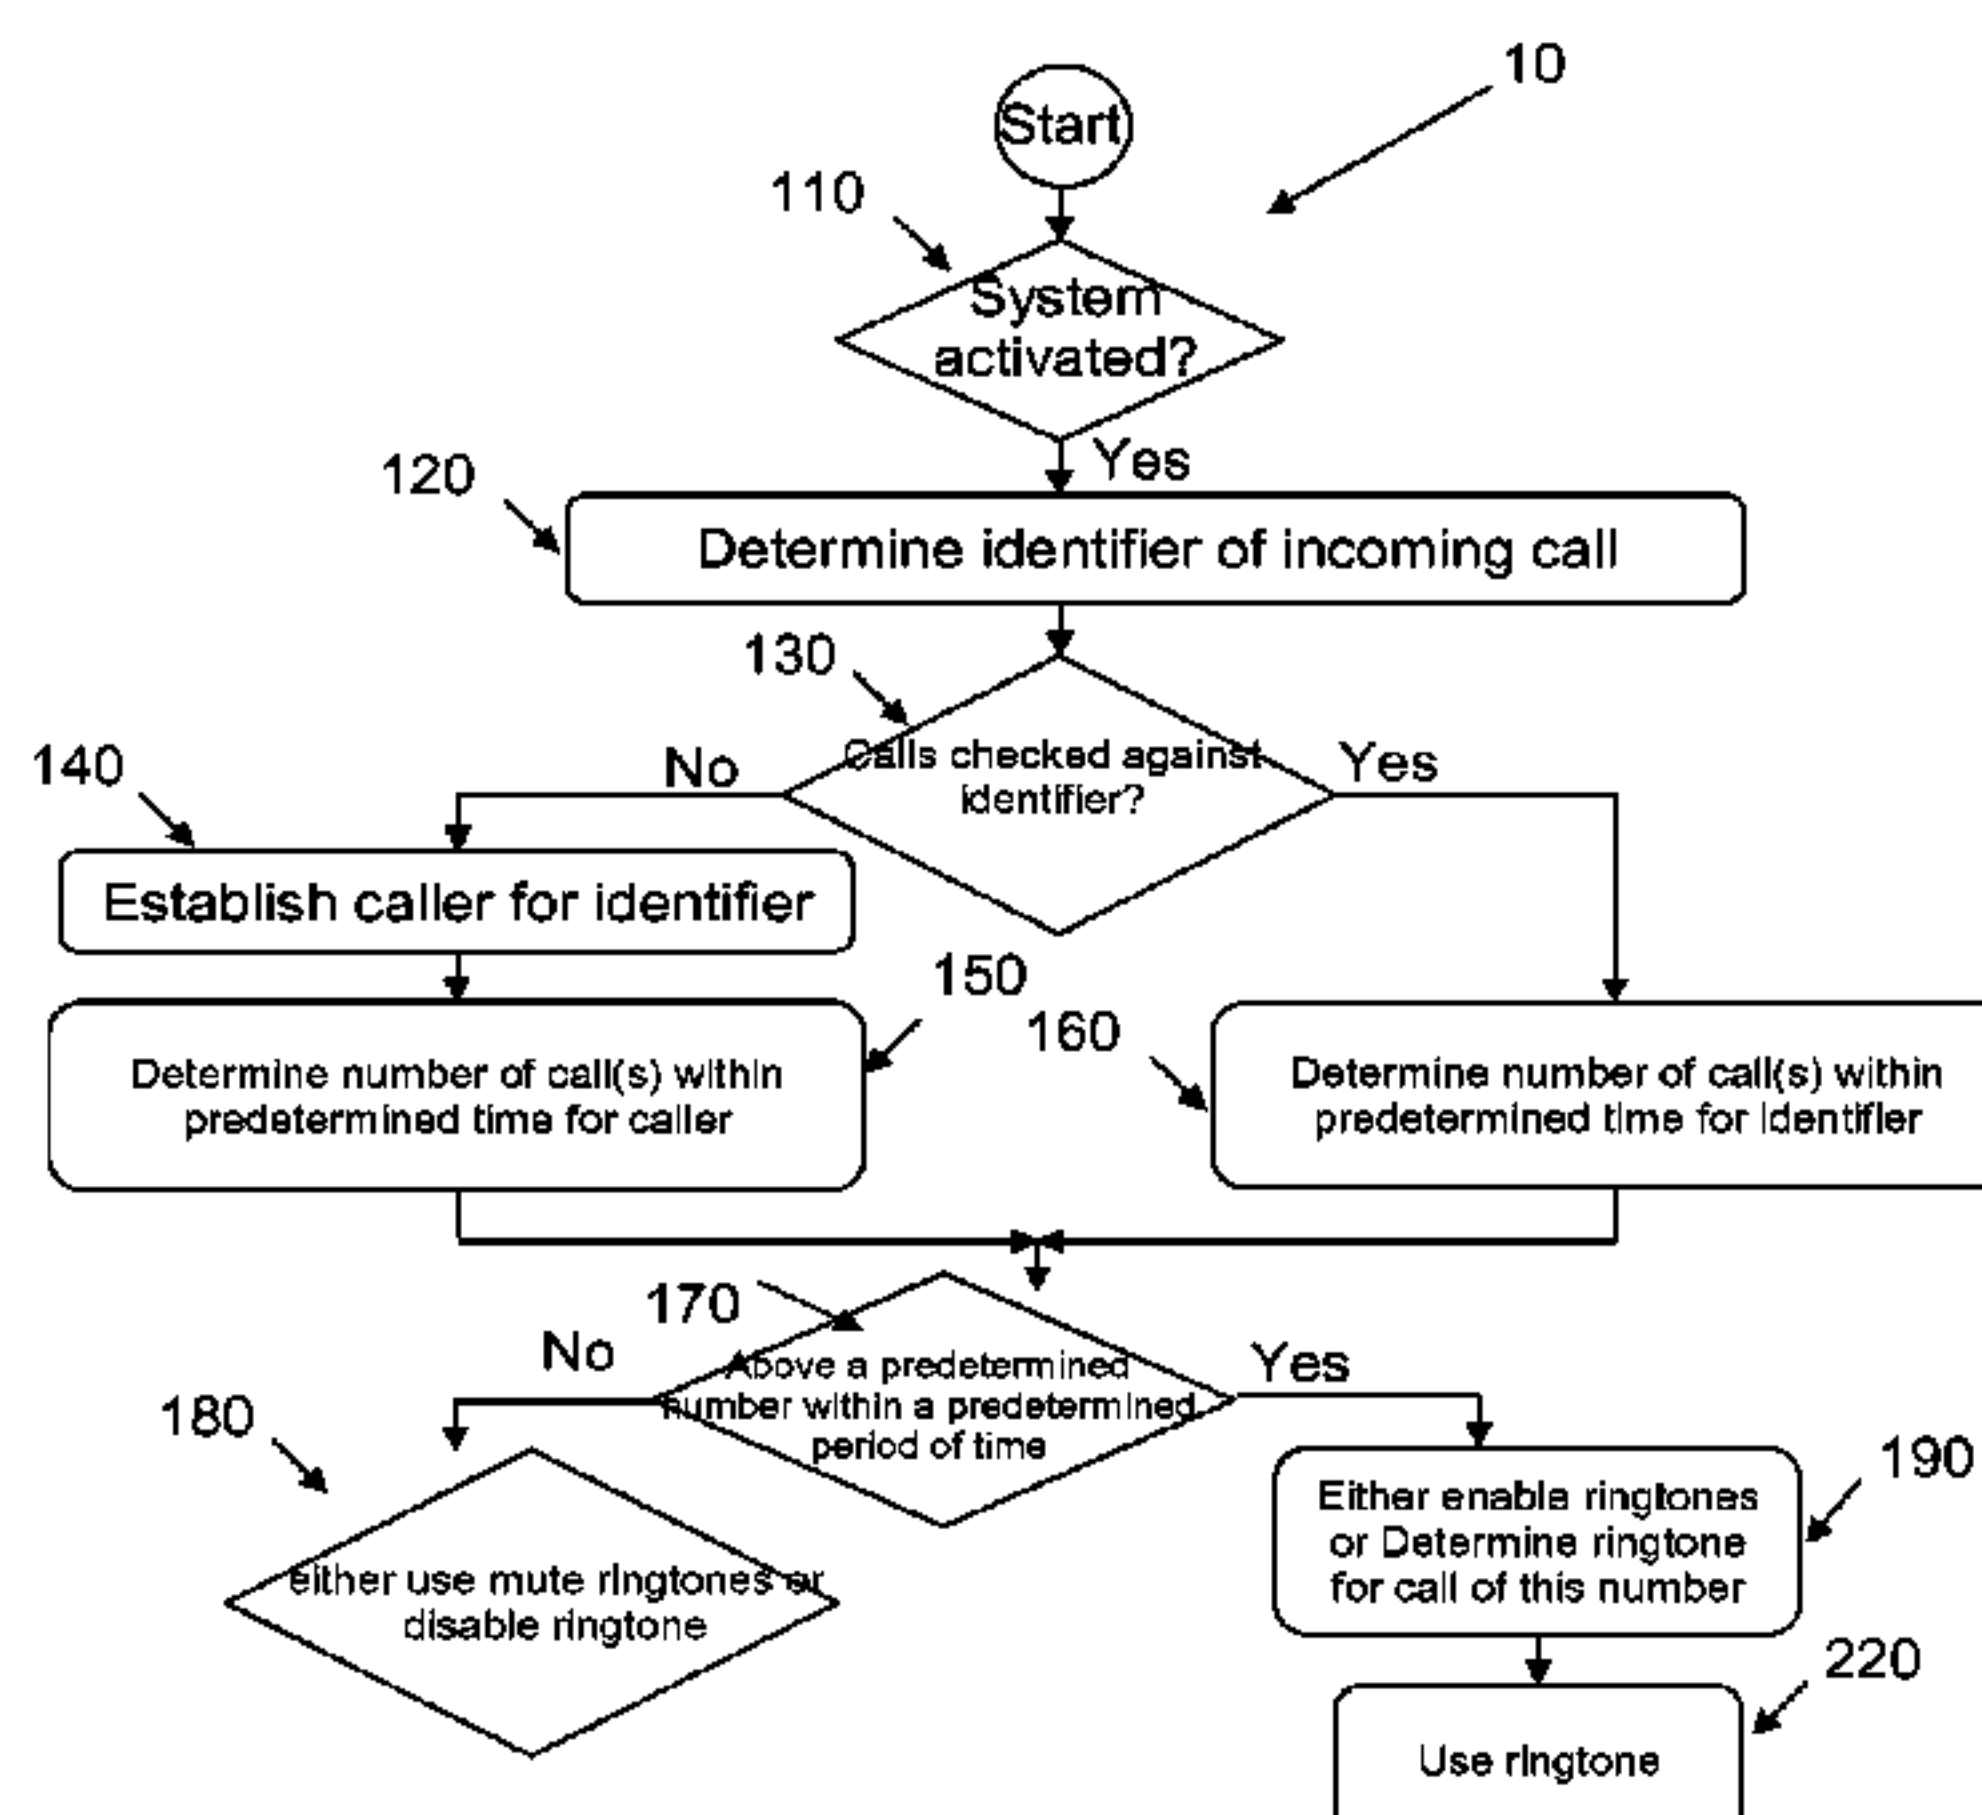 10
Start
110
System
activated?
Yes
120
Determine identifier of incoming call
130
Calls checked against
identifier?
No
Yes
140
Establish caller for identifier
150
160
Determine number of call(s) within
predetermined time for caller
Determine number of call(s) within
predetermined time for identifier
170
No
Yes
Above a predetermined
number within a predetermined
period of time
180
either use mute ringtones or
disable ringtone
190
Either enable ringtones
or Determine ringtone
for call of this number
220
Use ringtone